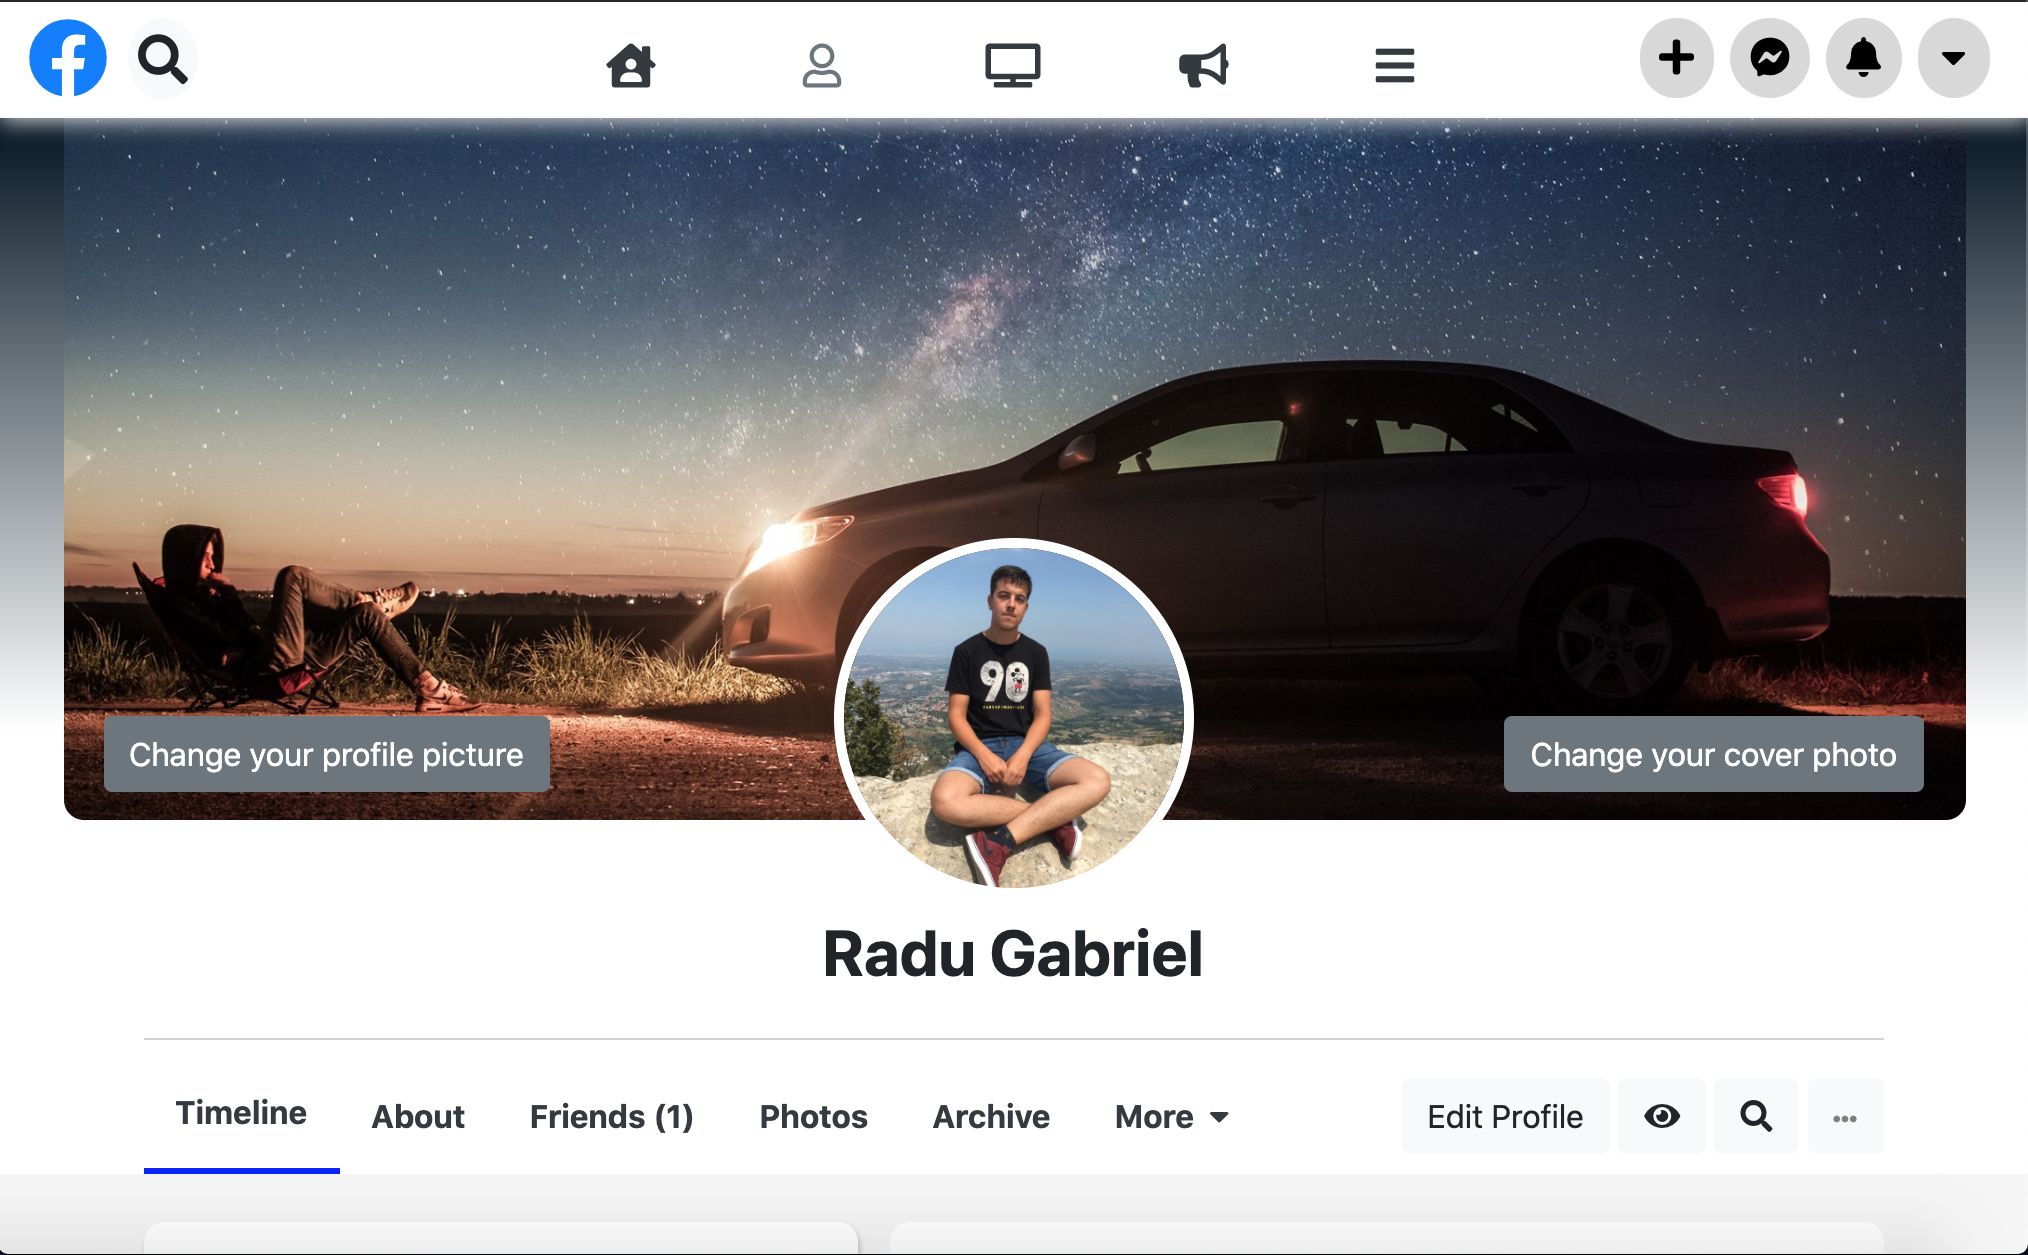 Change your profile picture
90
Change your cover photo
Radu Gabriel
Timeline
About
Friends (1)
Photos
Archive
More
Edit Profile